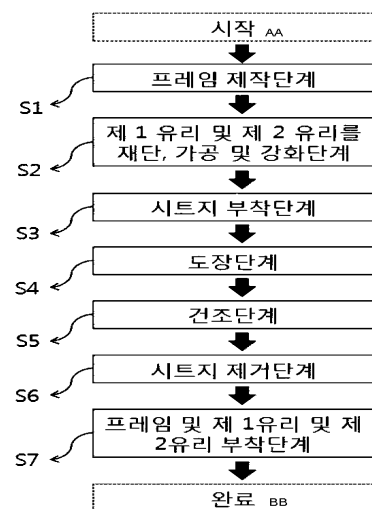 시작 AA
프레임 제작단계
S1
제 1 유리 및 제 2 유리를
재단, 가공 및 강화단계
S2
시트지 부착단계
S3
도장단계
S4
건조단계
S5
시트지 제거단계
S6
프레임 및 제 1유리 및 제
2유리 부착단계
S7
완료 BB